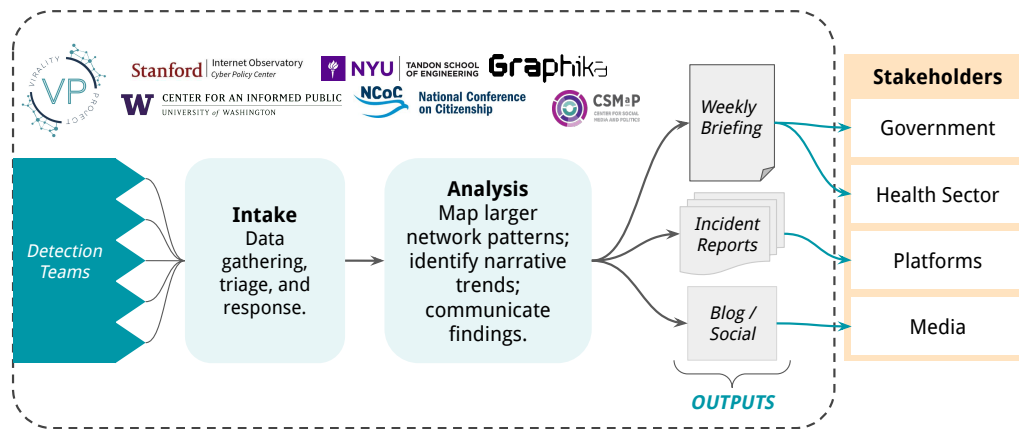 VIRALITY
VP
PROJECT
Stanford
Internet Observatory
Cyber Policy Center
NYU
TANDON SCHOOL
OF ENGINEERING
Graphika
W
CENTER FOR AN INFORMED PUBLIC
UNIVERSITY of WASHINGTON
NCoC
National Conference
on Citizenship
CSMaP
CENTER FOR SOCIAL
MEDIA AND POLITICS
Detection
Teams
Intake
Data
gathering,
triage, and
response.
Analysis
Map larger
network patterns;
identify narrative
trends;
communicate
findings.
Weekly
Briefing
Incident
Reports
Blog /
Social
OUTPUTS
Stakeholders
Government
Health Sector
Platforms
Media